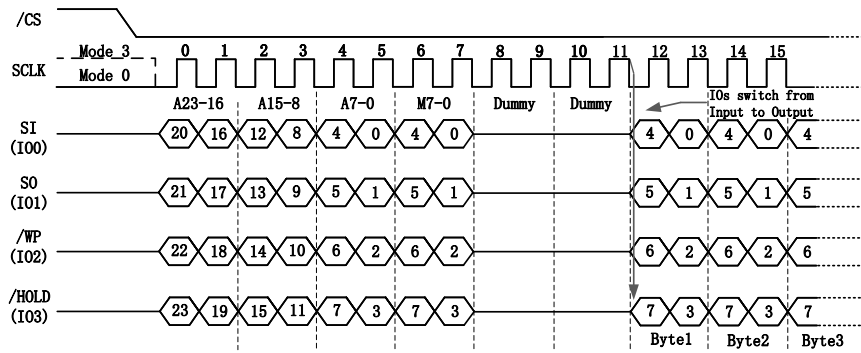 /CS
Mode 3 0 1 2 3 4 5 6 7 8 9 10 11 12 13 14 15
SCLK
Mode 0
A23-16 A15-8 A7-0 M7-0 Dummy Dummy IOs switch from
Input to Output
SI
(IO0) 20 16 12 8 4 0 4 0 4 0 4 0 4
SO
(IO1) 21 17 13 9 5 1 5 1 5 1 5 1 5
/WP
(IO2) 22 18 14 10 6 2 6 2 6 2 6 2 6
/HOLD
(IO3) 23 19 15 11 7 3 7 3 7 3 7 3 7
Byte1 Byte2 Byte3